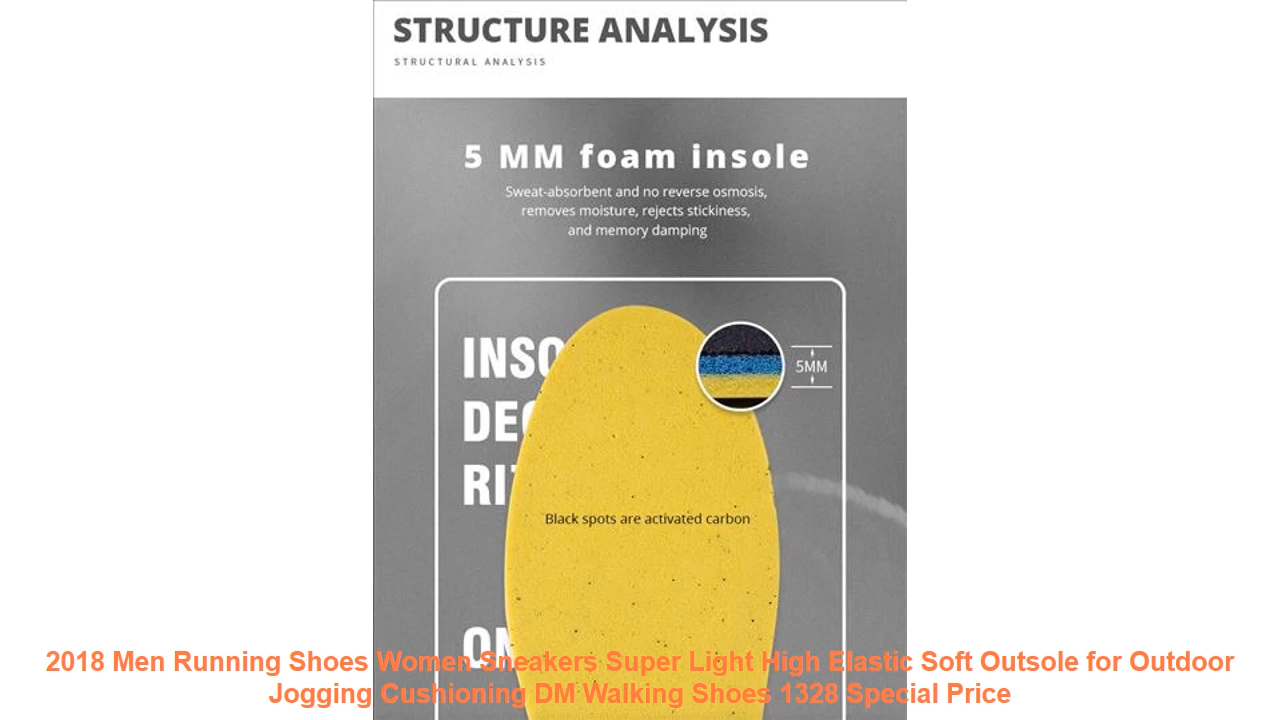 STRUCTURE ANALYSIS
STRUCTURAL ANALYSIS
5 MM foam insole
Sweat-absorbent and no reverse osmosis,
removes moisture, rejects stickiness,
and memory damping
5MM
Black spots are activated carbon
2018 Men Running Shoes Women Sneakers Super Light High Elastic Soft Outsole for Outdoor
Jogging Cushioning DM Walking Shoes 1328 Special Price